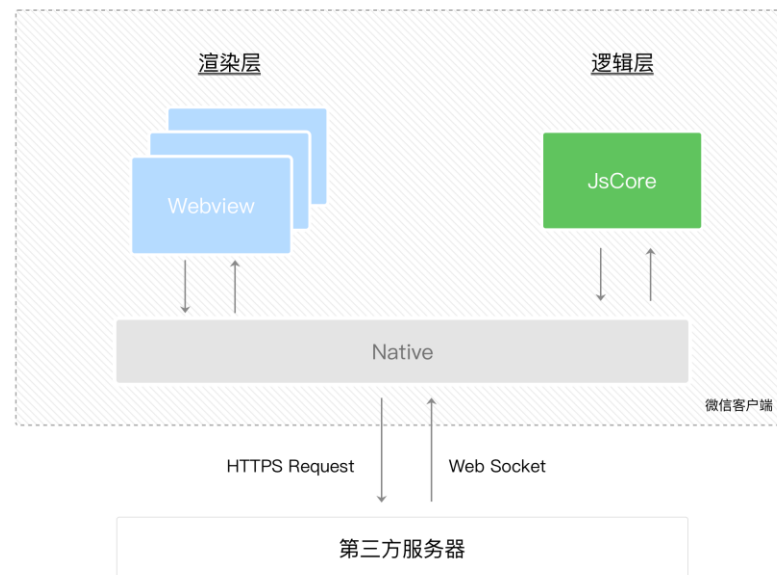 渲染层
逻辑层
Webview
JsCore
Native
微信客户端
HTTPS Request
Web Socket
第三方服务器